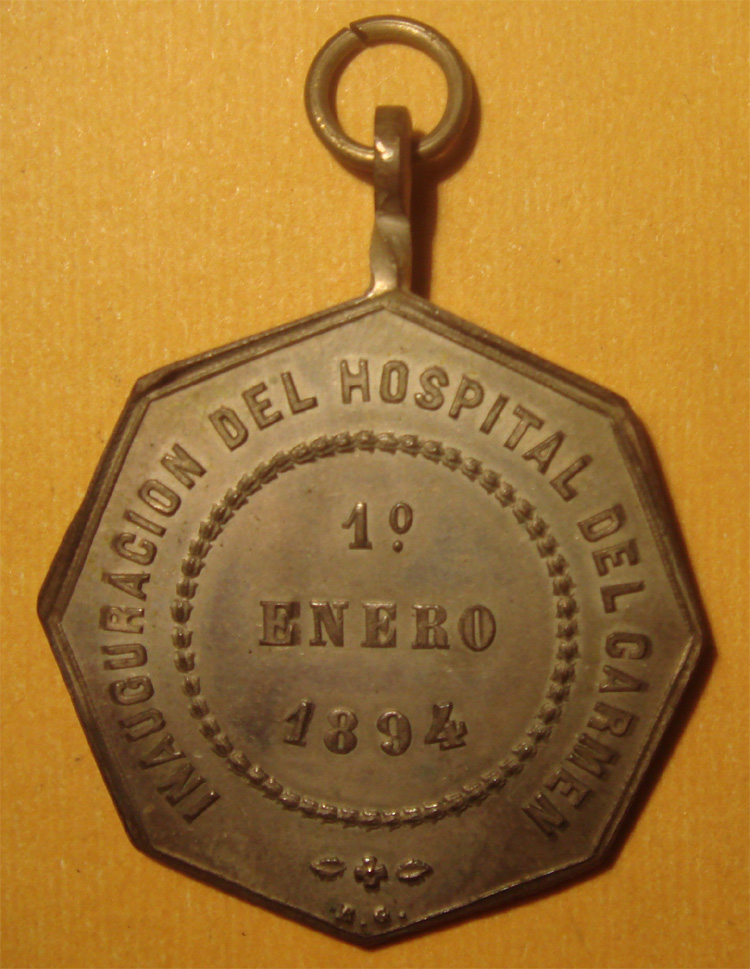 INAUGURACION DEL HOSPITAL DEL CARMEN
1º
ENERO
1894